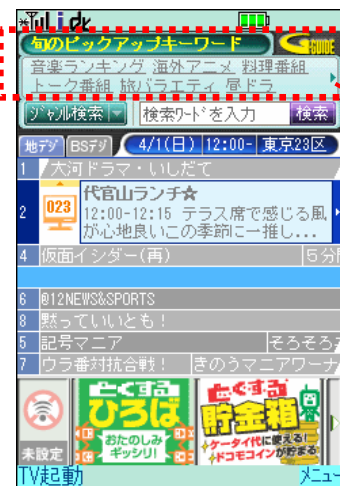 旬のピックアップキーワード
G-GUIDE
音楽ランキング 海外アニメ 料理番組
トーク番組 旅バラエティ 昼ドラ
ジャンル検索
検索ワードを入力
検索
地デジ BSデジ 4/1(日) 12:00- 東京23区
1 大河ドラマ・いしだて
2 023 代官山ランチ☆
12:00-12:15 テラス席で感じる風
が心地良いこの季節に一推し...
4 仮面イシダー(再) 5分
6 @12NEWS&SPORTS
8 黙っていいとも!
5 記号マニア そろそろ
7 ウラ番対抗合戦! きのうマニアワーナ
未設定
とくする
ひろば
おたのしみ
ギッシリ!
とくする
貯金箱
ケータイ代に使える!
ドコモコインが貯まる
TV起動
メニュー